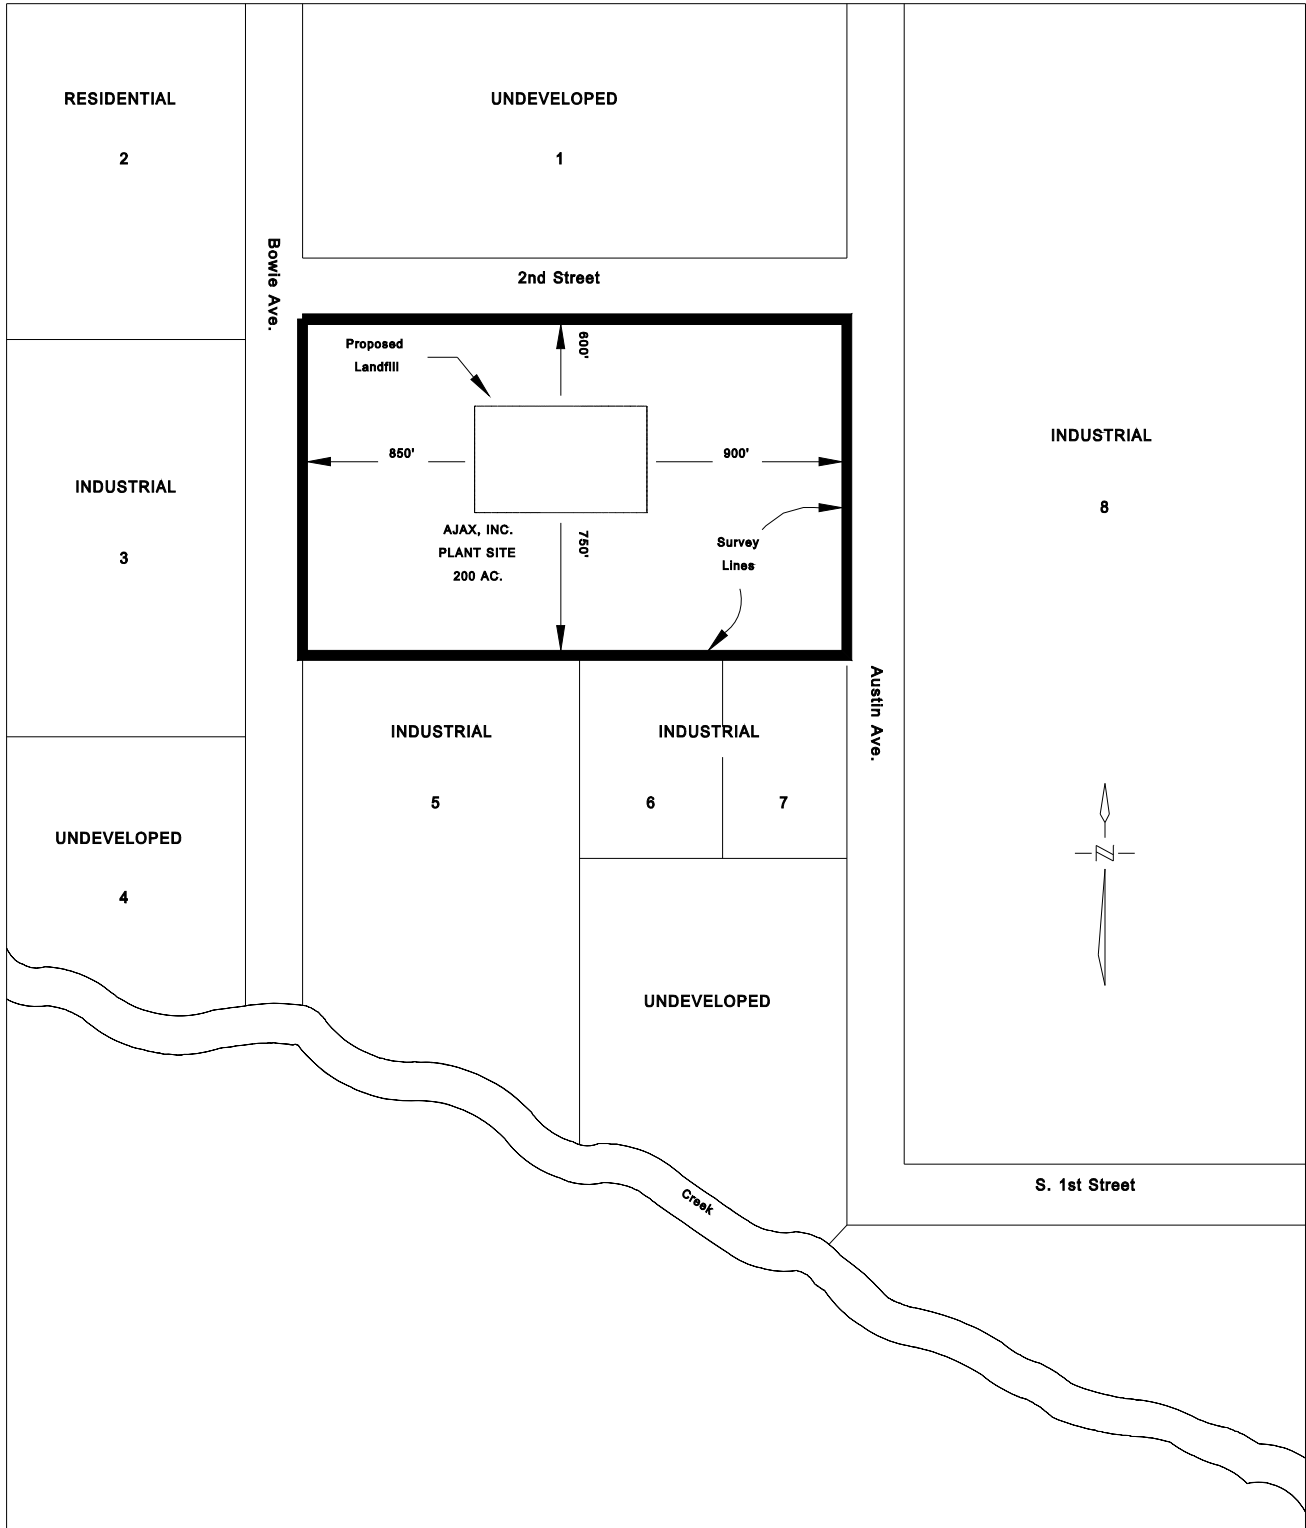 RESIDENTIAL
2
UNDEVELOPED
1
Bowie Ave.
2nd Street
Proposed
Landfill
600'
850'
900'
INDUSTRIAL
8
INDUSTRIAL
3
AJAX, INC.
PLANT SITE
200 AC.
750'
Survey
Lines
Austin Ave.
INDUSTRIAL
5
INDUSTRIAL
6
7
UNDEVELOPED
4
N
UNDEVELOPED
Creek
S. 1st Street